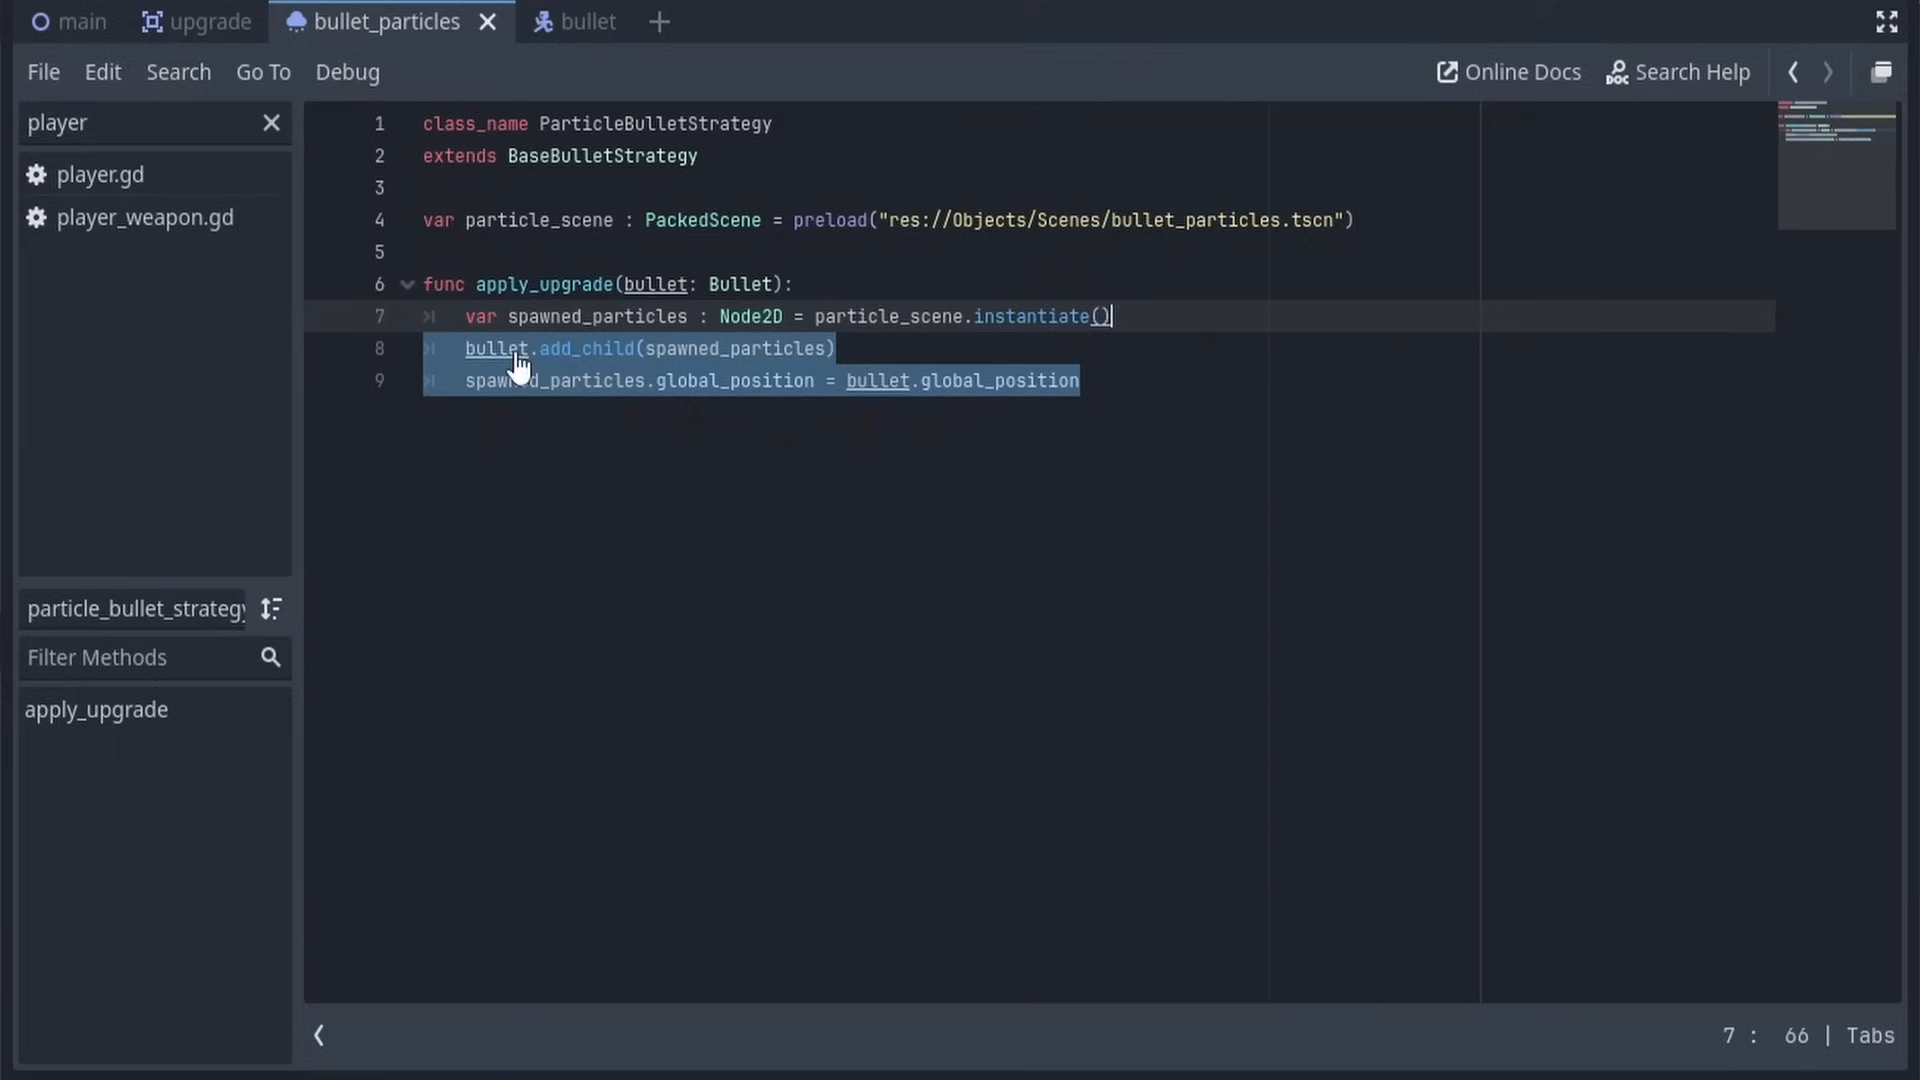 main upgrade bullet_particles bullet
File Edit Search Go To Debug Online Docs Search Help
player
player.gd
player_weapon.gd
particle_bullet_strategy
Filter Methods
apply_upgrade
1 class_name ParticleBulletStrategy
2 extends BaseBulletStrategy
3
4 var particle_scene : PackedScene = preload("res://Objects/Scenes/bullet_particles.tscn")
5
6 func apply_upgrade(bullet: Bullet):
7 var spawned_particles : Node2D = particle_scene.instantiate()
8 bullet.add_child(spawned_particles)
9 spawned_particles.global_position = bullet.global_position
7 : 66 | Tabs